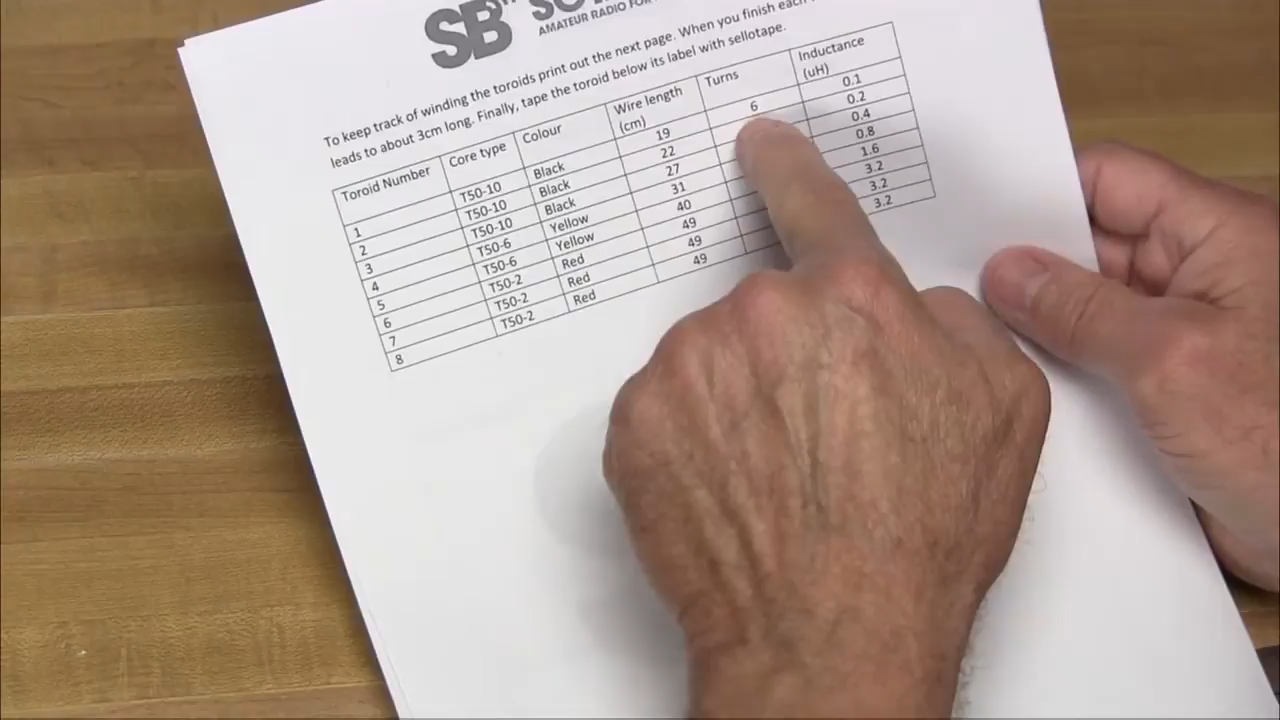 SB
AMATEUR RADIO FOR
To keep track of winding the toroids print out the next page. When you finish each
leads to about 3cm long. Finally, tape the toroid below its label with sellotape.
Toroid Number Core type Colour Wire length (cm) Turns Inductance (uH)
1 T50-10 Black 19 6 0.1
2 T50-10 Black 22 0.2
3 T50-10 Black 27 0.4
4 T50-6 Yellow 31 0.8
5 T50-6 Yellow 40 1.6
6 T50-2 Red 49 3.2
7 T50-2 Red 49 3.2
8 T50-2 Red 49 3.2